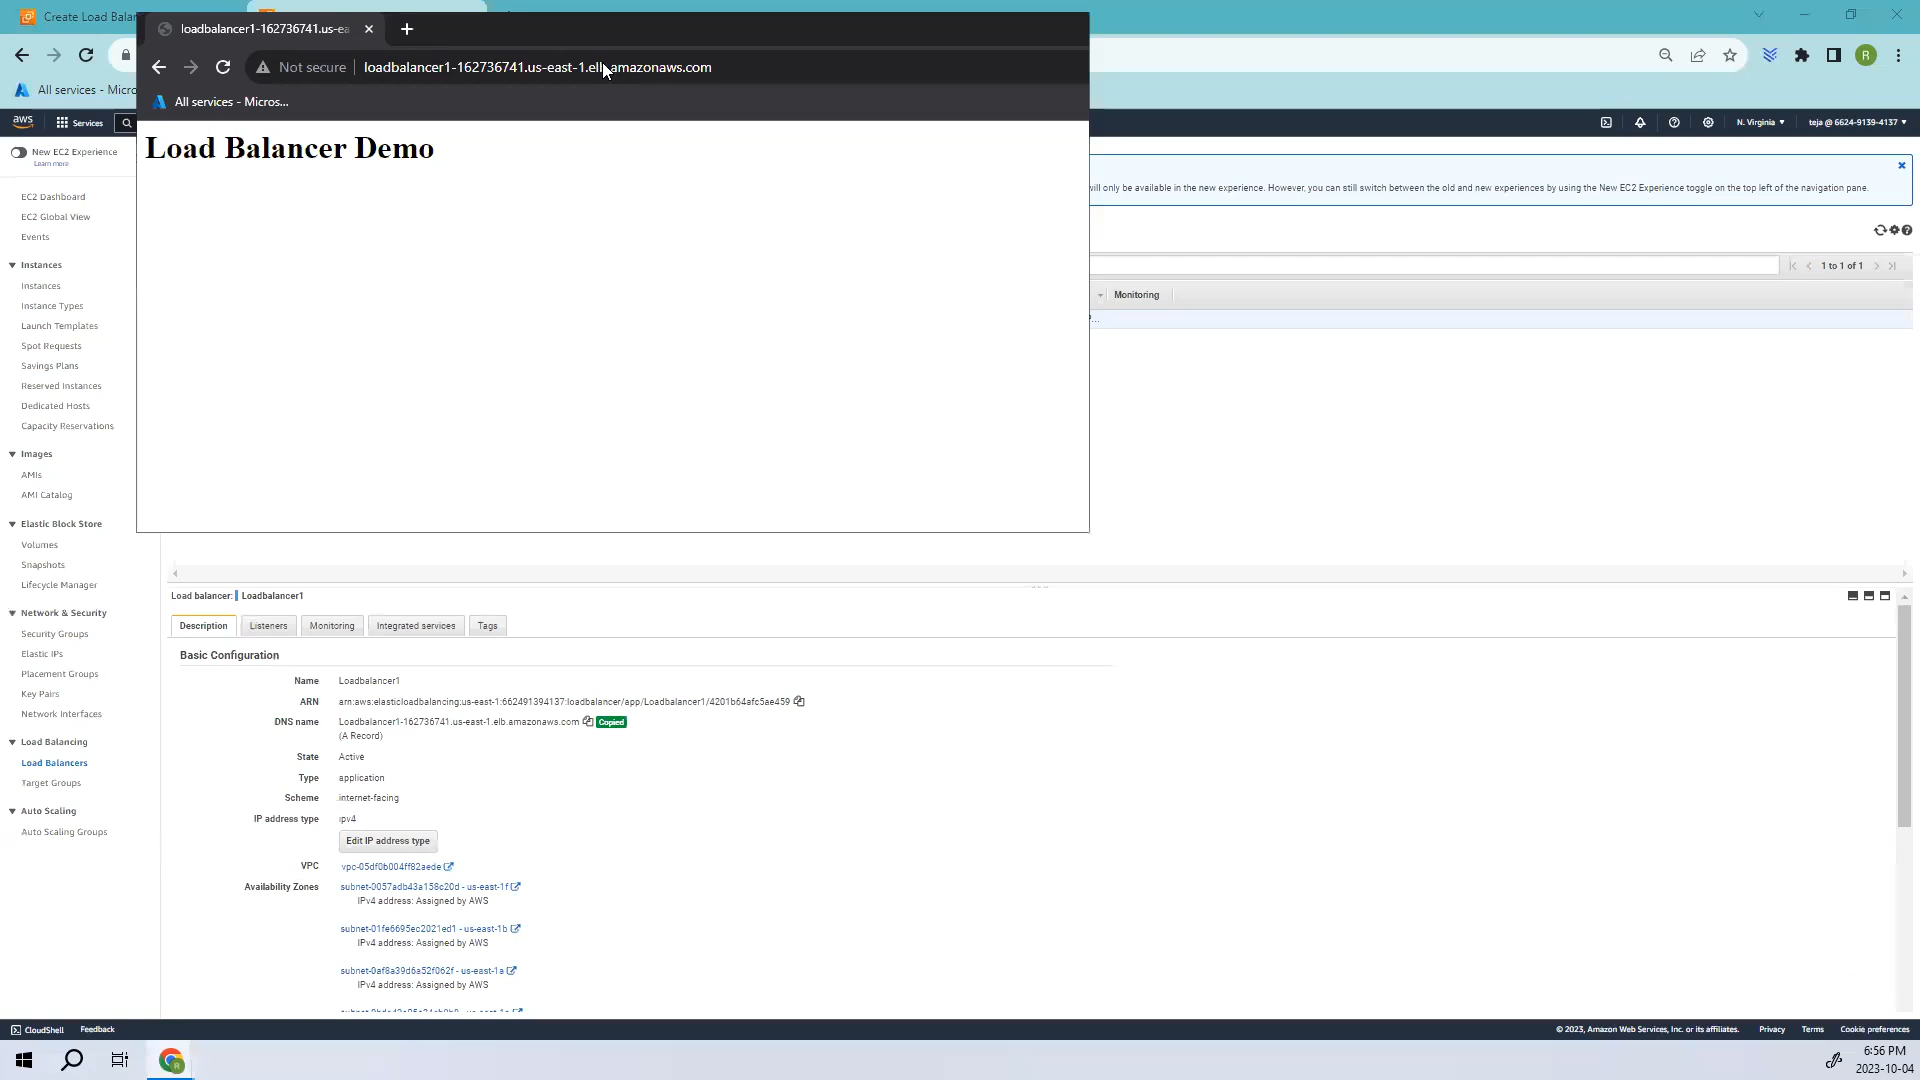 Create Load Balan
loadbalancer1-162736741.us-ea
Not secure
loadbalancer1-162736741.us-east-1.elb.amazonaws.com
R
All services - Micro
All services - Micros...
aws
Services
N. Virginia
teja @ 6624-9139-4137
Load Balancer Demo
New EC2 Experience
Learn more
will only be available in the new experience. However, you can still switch between the old and new experiences by using the New EC2 Experience toggle on the top left of the navigation pane.
EC2 Dashboard
EC2 Global View
Events
1 to 1 of 1
Monitoring
Instances
Instances
Instance Types
Launch Templates
Spot Requests
Savings Plans
Reserved Instances
Dedicated Hosts
Capacity Reservations
Images
AMIs
AMI Catalog
Elastic Block Store
Volumes
Snapshots
Lifecycle Manager
Network & Security
Security Groups
Elastic IPs
Placement Groups
Key Pairs
Network Interfaces
Load Balancing
Load Balancers
Target Groups
Auto Scaling
Auto Scaling Groups
Load balancer: Loadbalancer1
Description
Listeners
Monitoring
Integrated services
Tags
Basic Configuration
Name Loadbalancer1
ARN arn:aws:elasticloadbalancing:us-east-1:662491394137:loadbalancer/app/Loadbalancer1/4201b64afc5ae459
DNS name Loadbalancer1-162736741.us-east-1.elb.amazonaws.com Copied
(A Record)
State Active
Type application
Scheme internet-facing
IP address type ipv4
Edit IP address type
VPC vpc-05df0b004ff82aede
Availability Zones subnet-0057adb43a158c20d - us-east-1f
IPv4 address: Assigned by AWS
subnet-01fe6695ec2021ed1 - us-east-1b
IPv4 address: Assigned by AWS
subnet-0af8a39d6a52f062f - us-east-1a
IPv4 address: Assigned by AWS
CloudShell
Feedback
© 2023, Amazon Web Services, Inc. or its affiliates.
Privacy
Terms
Cookie preferences
6:56 PM
2023-10-04